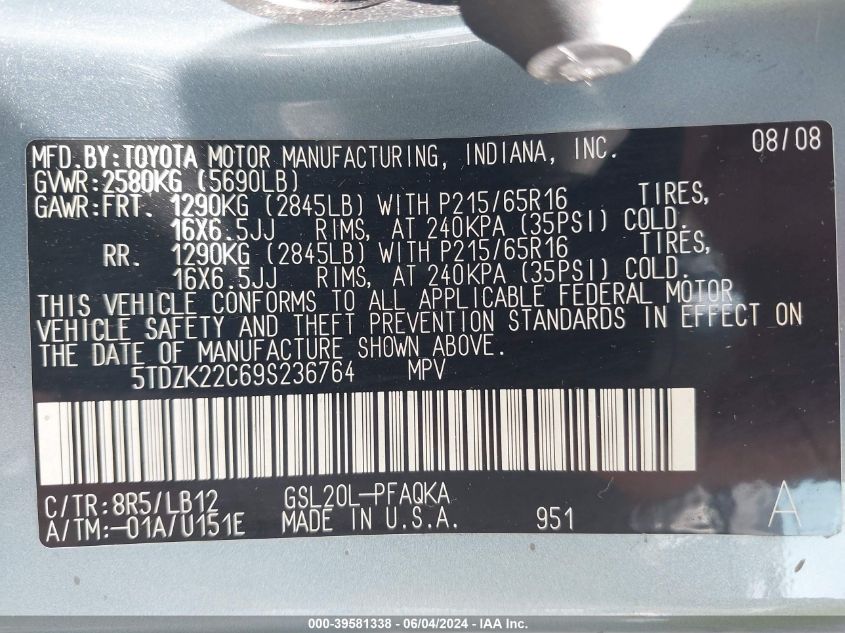 MFD.BY:TOYOTA MOTOR MANUFACTURING, INDIANA, INC. 08/08
GVWR:2580KG (5690LB)
GAWR:FRT. 1290KG (2845LB) WITH P215/65R16 TIRES,
16X6.5JJ RIMS, AT 240KPA (35PSI) COLD.
RR. 1290KG (2845LB) WITH P215/65R16 TIRES,
16X6.5JJ RIMS, AT 240KPA (35PSI) COLD.
THIS VEHICLE CONFORMS TO ALL APPLICABLE FEDERAL MOTOR
VEHICLE SAFETY AND THEFT PREVENTION STANDARDS IN EFFECT ON
THE DATE OF MANUFACTURE SHOWN ABOVE.
5TDZK22C69S236764 MPV
C/TR:8R5/LB12 GSL20L-PFAQKA
A/TM:-01A/U151E MADE IN U.S.A. 951 A
000-39581338 - 06/04/2024 - IAA Inc.